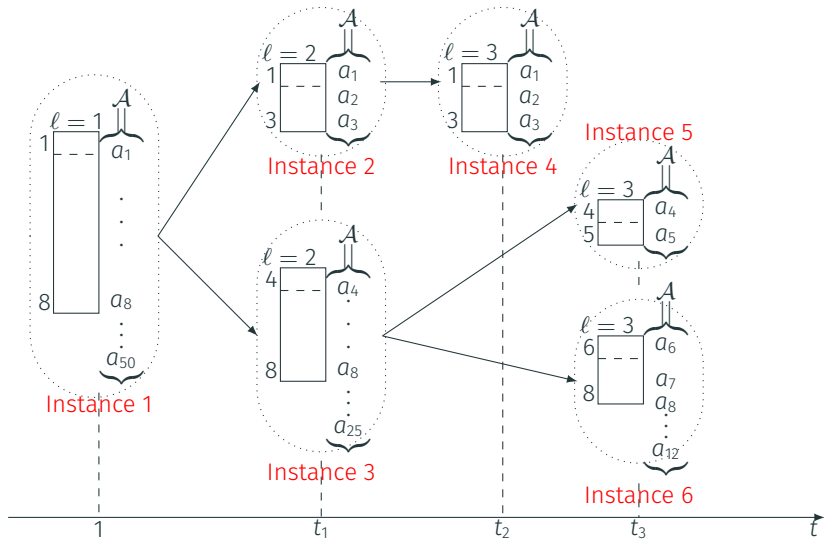 𝒜
ℓ = 1
1
a₁
8
a₈
a₅₀
Instance 1
𝒜
ℓ = 2
1
a₁
a₂
3
a₃
Instance 2
𝒜
ℓ = 3
1
a₁
a₂
3
a₃
Instance 4
𝒜
ℓ = 2
4
a₄
8
a₈
a₂₅
Instance 3
Instance 5
𝒜
ℓ = 3
4
a₄
5
a₅
𝒜
ℓ = 3
6
a₆
a₇
8
a₈
a₁₂
Instance 6
1 t₁ t₂ t₃ t